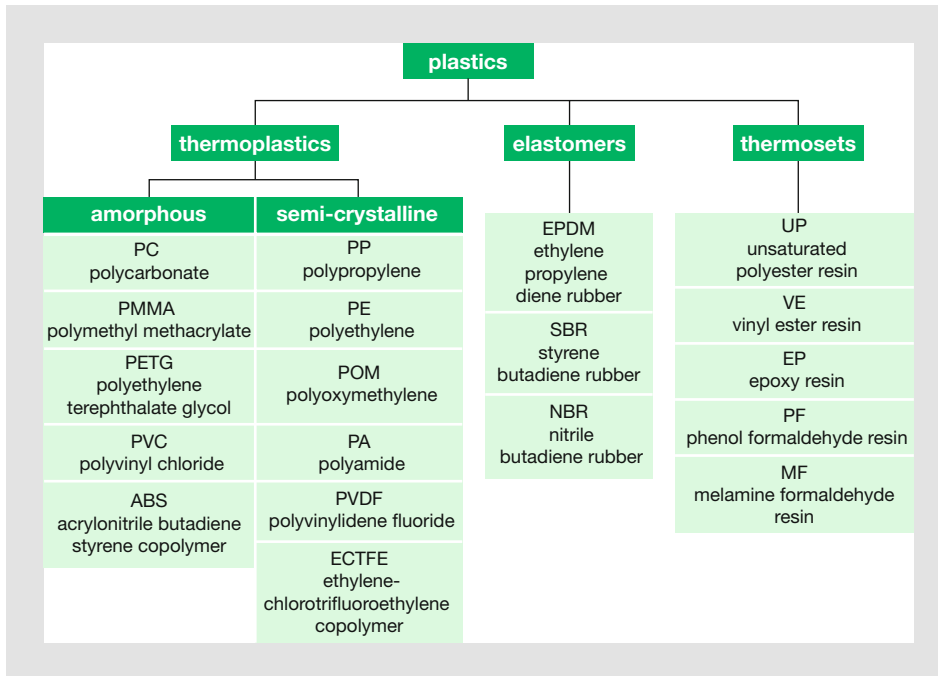 plastics
thermoplastics
elastomers
thermosets
amorphous
semi-crystalline
PC
polycarbonate
PMMA
polymethyl methacrylate
PETG
polyethylene
terephthalate glycol
PVC
polyvinyl chloride
ABS
acrylonitrile butadiene
styrene copolymer
PP
polypropylene
PE
polyethylene
POM
polyoxymethylene
PA
polyamide
PVDF
polyvinylidene fluoride
ECTFE
ethylene-
chlorotrifluoroethylene
copolymer
EPDM
ethylene
propylene
diene rubber
SBR
styrene
butadiene rubber
NBR
nitrile
butadiene rubber
UP
unsaturated
polyester resin
VE
vinyl ester resin
EP
epoxy resin
PF
phenol formaldehyde resin
MF
melamine formaldehyde
resin